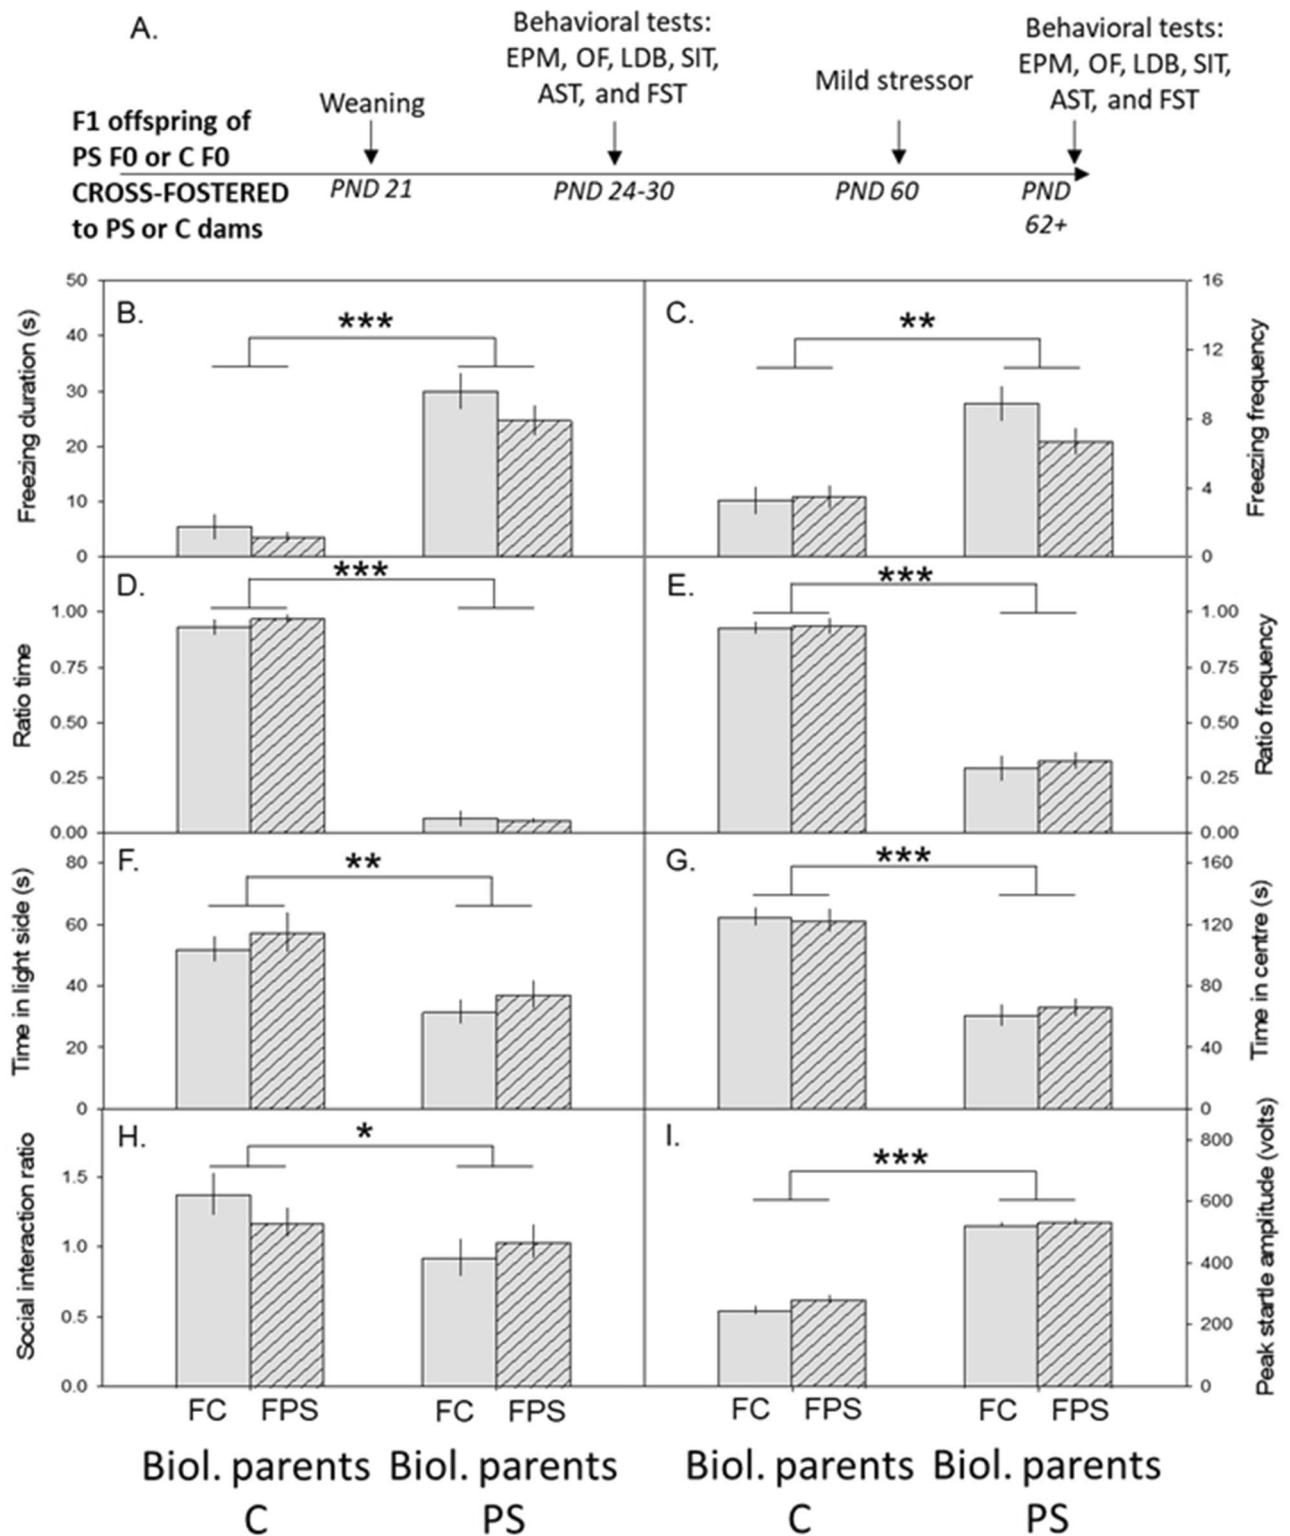 A.
Behavioral tests:
EPM, OF, LDB, SIT,
AST, and FST
Behavioral tests:
EPM, OF, LDB, SIT,
AST, and FST
Weaning
Mild stressor
F1 offspring of
PS F0 or C F0
CROSS-FOSTERED
to PS or C dams
PND 21
PND 24-30
PND 60
PND
62+
B.
***
Freezing duration (s)
50
40
30
20
10
0
C.
**
Freezing frequency
16
12
8
4
0
D.
***
Ratio time
1.00
0.75
0.50
0.25
0.00
E.
***
Ratio frequency
1.00
0.75
0.50
0.25
0.00
F.
**
Time in light side (s)
80
60
40
20
0
G.
***
Time in centre (s)
160
120
80
40
0
H.
*
Social interaction ratio
1.5
1.0
0.5
0.0
I.
***
Peak startle amplitude (volts)
800
600
400
200
0
FC FPS FC FPS FC FPS FC FPS
Biol. parents Biol. parents Biol. parents Biol. parents
C PS C PS